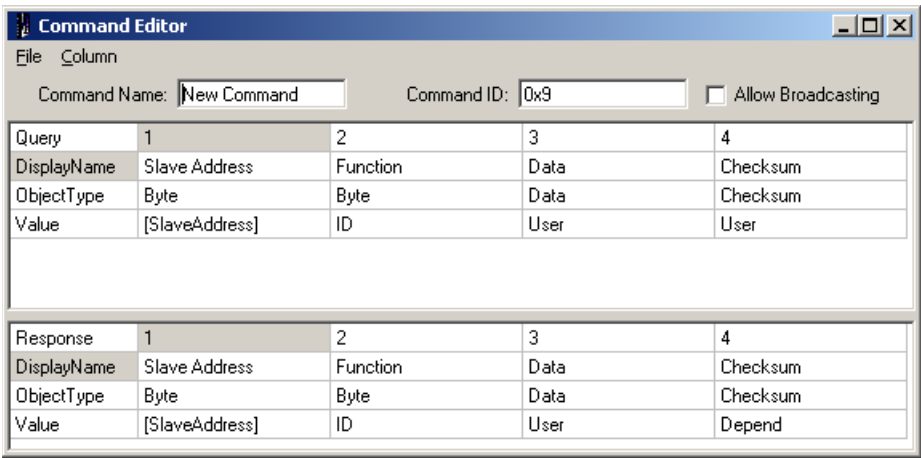 Command Editor
File Column
Command Name: New Command Command ID: 0x9 Allow Broadcasting
Query 1 2 3 4
DisplayName Slave Address Function Data Checksum
ObjectType Byte Byte Data Checksum
Value [SlaveAddress] ID User User
Response 1 2 3 4
DisplayName Slave Address Function Data Checksum
ObjectType Byte Byte Data Checksum
Value [SlaveAddress] ID User Depend